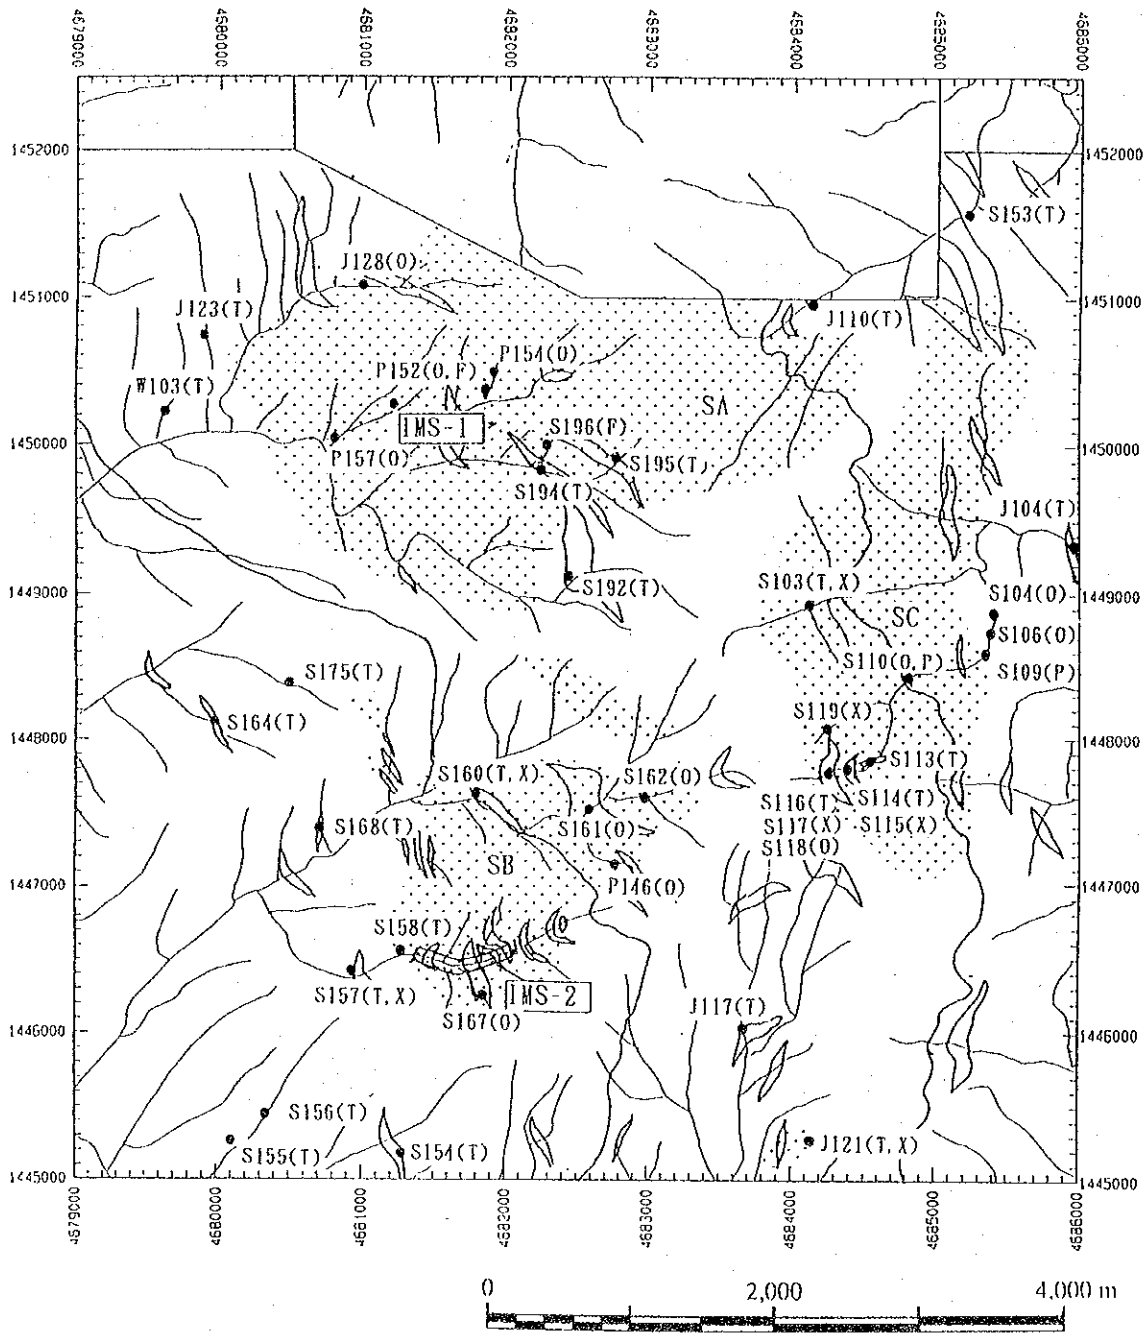 4679000
4680000
4681000
4682000
4683000
4684000
4685000
4686000
1452000
1452000
S153(T)
J128(O)
1451000
1451000
J123(T)
J110(T)
P154(O)
P152(O,F)
W103(T)
SA
IMS-1
S196(F)
1450000
1450000
P157(O)
S195(T)
S194(T)
J104(T)
S192(T)
S103(T,X)
1449000
1449000
S104(O)
SC
S106(O)
S110(O,P)
S109(P)
S175(T)
S164(T)
S119(X)
1448000
1448000
S160(T,X)
S162(O)
S113(T)
S116(T)
S114(T)
S161(O)
S117(X)
S115(X)
S168(T)
S118(O)
SB
P146(O)
1447000
1447000
S158(T)
S157(T,X)
IMS-2
S167(O)
J117(T)
1446000
1446000
S156(T)
S155(T)
S154(T)
J121(T,X)
1445000
1445000
4679000
4680000
4681000
4682000
4683000
4684000
4685000
4686000
0
2,000
4,000 m